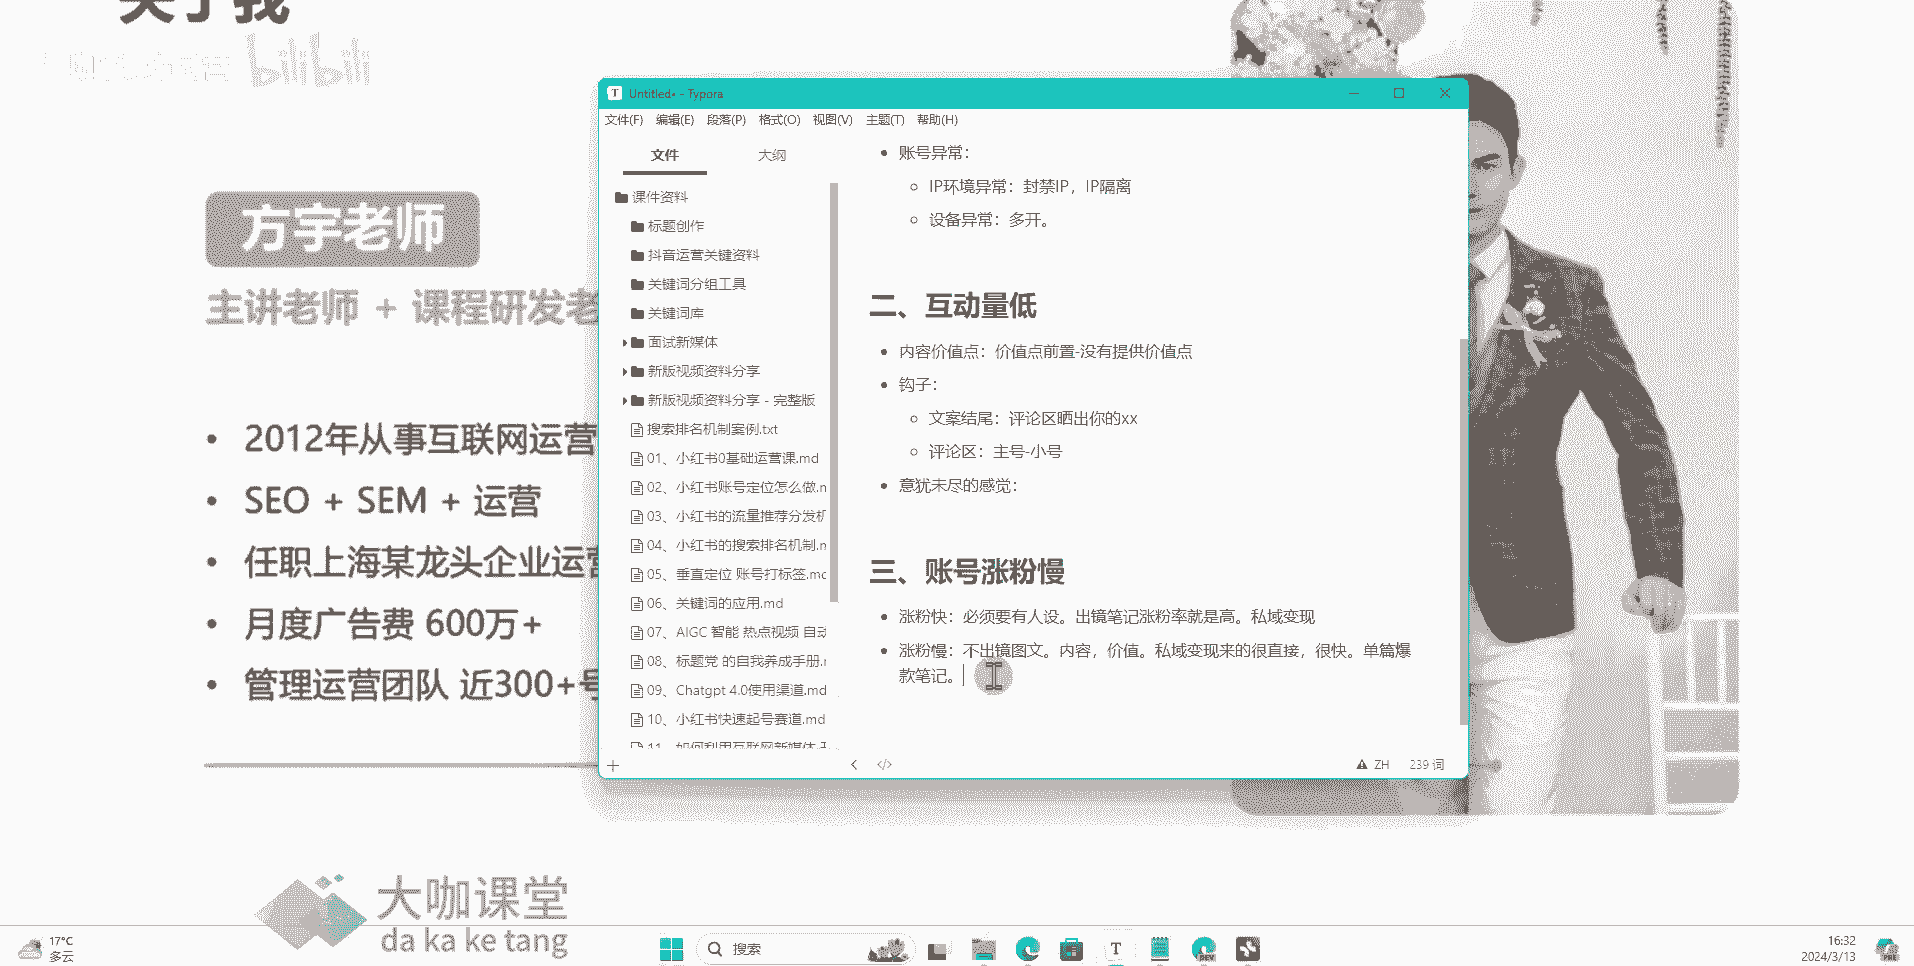 关于我
bilibili
方宇老师
主讲老师 + 课程研发老
2012年从事互联网运营
SEO + SEM + 运营
任职上海某龙头企业运营
月度广告费 600万+
管理运营团队 近300+号
大咖课堂
da ka ke tang
Untitled• - Typora
文件(F) 编辑(E) 段落(P) 格式(O) 视图(V) 主题(T) 帮助(H)
文件 大纲
课件资料
标题创作
抖音运营关键资料
关键词分组工具
关键词库
面试新媒体
新版视频资料分享
新版视频资料分享 - 完整版
搜索排名机制案例.txt
01、小红书0基础运营课.md
02、小红书账号定位怎么做.m
03、小红书的流量推荐分发机
04、小红书的搜索排名机制.m
05、垂直定位 账号打标签.mc
06、关键词的应用.md
07、AIGC 智能 热点视频 自动
08、标题党 的自我养成手册.r
09、Chatgpt 4.0使用渠道.md
10、小红书快速起号赛道.md
11、如何利用互联网新媒体
账号异常：
IP环境异常：封禁IP，IP隔离
设备异常：多开。
二、互动量低
内容价值点：价值点前置-没有提供价值点
钩子：
文案结尾：评论区晒出你的xx
评论区：主号-小号
意犹未尽的感觉：
三、账号涨粉慢
涨粉快：必须要有人设。出镜笔记涨粉率就是高。私域变现
涨粉慢：不出镜图文。内容，价值。私域变现来的很直接，很快。单篇爆
款笔记。
</> ZH 239 词
17°C
多云
搜索
T
DEV
16:32
2024/3/13
PRE